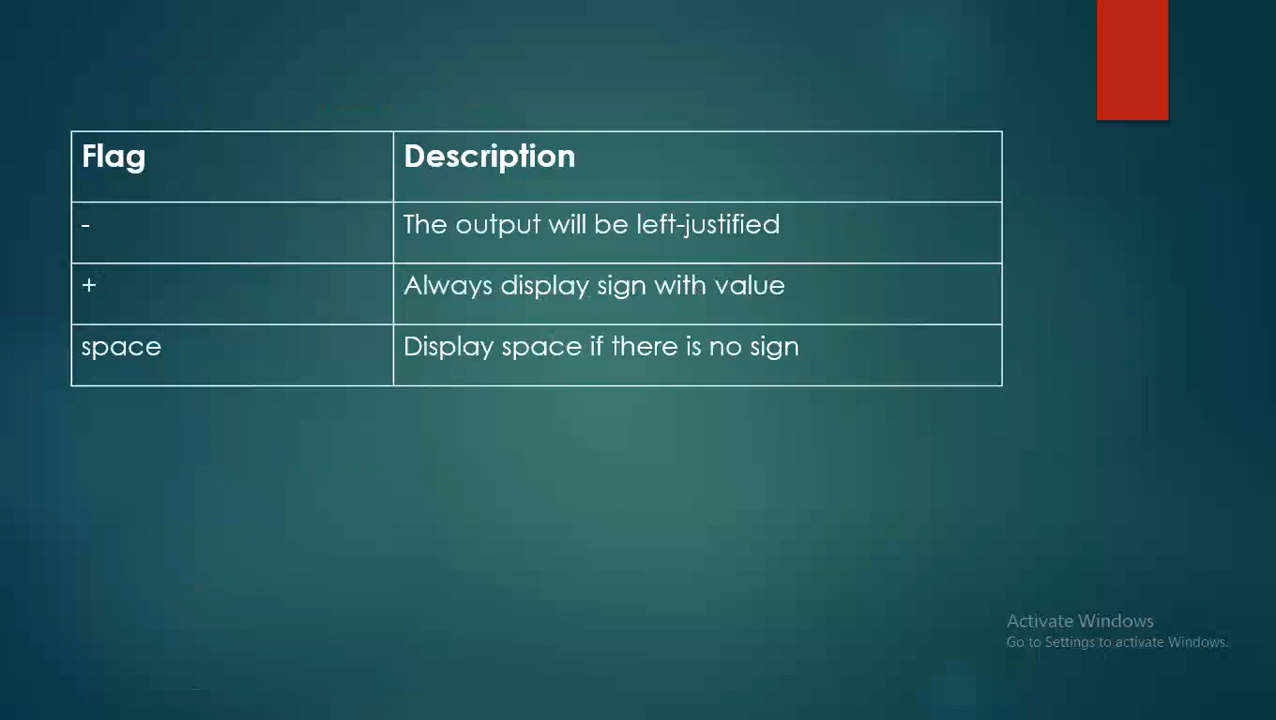 Flag Description
- The output will be left-justified
+ Always display sign with value
space Display space if there is no sign
Activate Windows
Go to Settings to activate Windows.